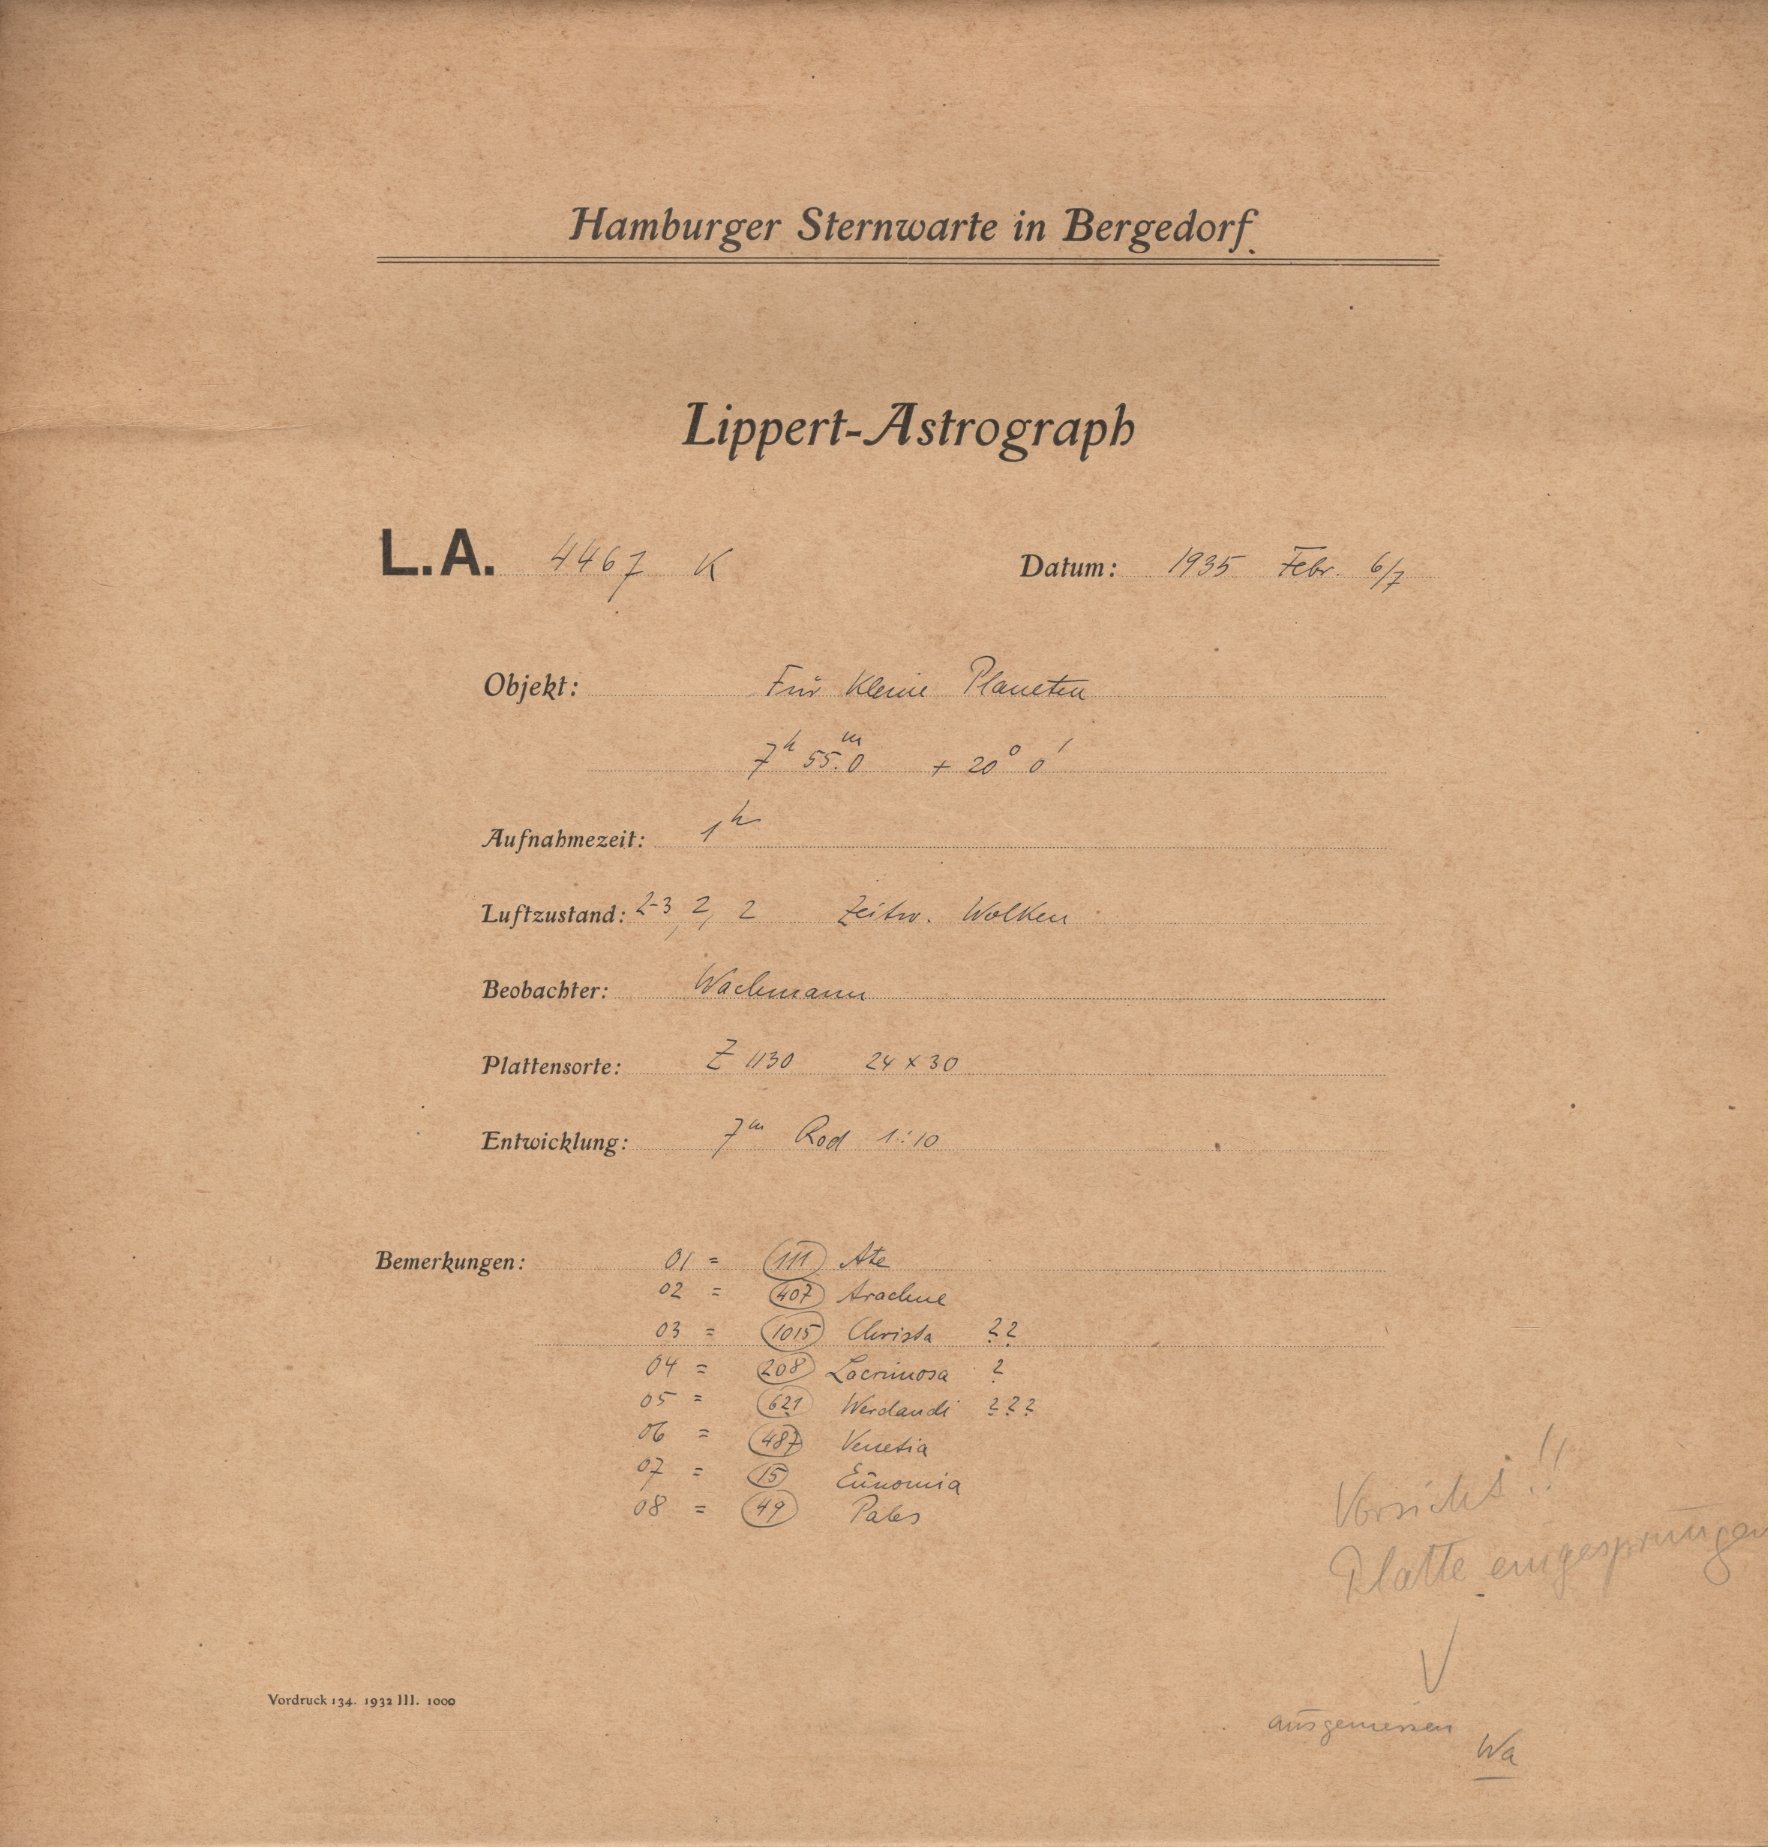 Hamburger Sternwarte in Bergedorf.
Lippert-Astrograph
L.A. 4467 K Datum: 1935 Febr. 6/7
Objekt: Für Kleine Planeten
7h 55m.0 + 20° 0'
Aufnahmezeit: 1h
Luftzustand: 2-3, 2, 2 Zeitw. Wolken
Beobachter: Wachmann
Plattensorte: Z 1130 24 x 30
Entwicklung: 7m Rod 1:10
Bemerkungen: 01 = 111 Ate
02 = 407 Arachne
03 = 1015 Christa ??
04 = 208 Lacrimosa ?
05 = 621 Werdandi ???
06 = 487 Venetia
07 = 15 Eunomia
08 = 49 Pales
Vorsicht!!
Platte eingesprungen
ausgemessen
Wa
Vordruck 134. 1932 III. 1000